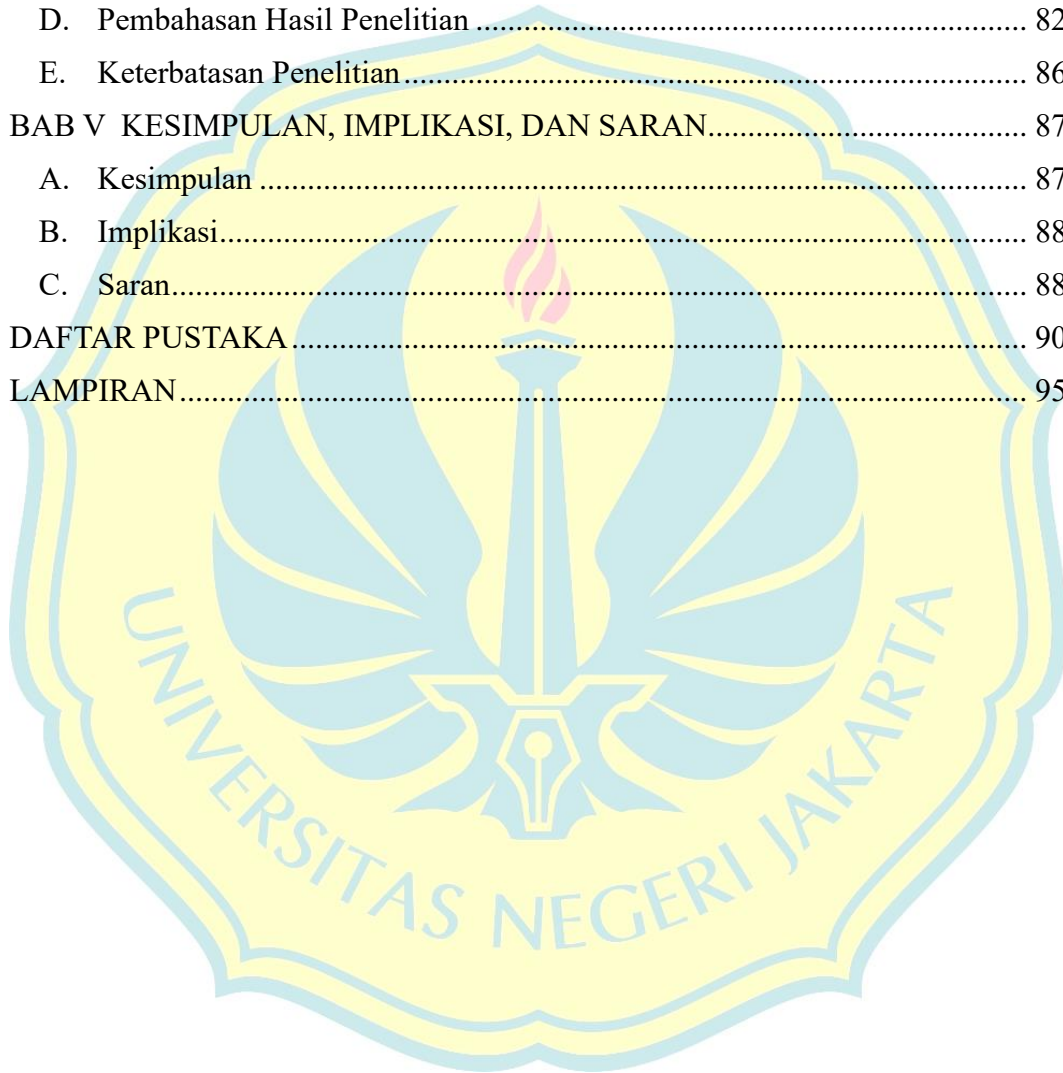 D. Pembahasan Hasil Penelitian ........................................................................ 82
E. Keterbatasan Penelitian ................................................................................. 86
BAB V KESIMPULAN, IMPLIKASI, DAN SARAN ......................................... 87
A. Kesimpulan ................................................................................................... 87
B. Implikasi ........................................................................................................ 88
C. Saran .............................................................................................................. 88
DAFTAR PUSTAKA ........................................................................................... 90
LAMPIRAN ......................................................................................................... 95
UNIVERSITAS NEGERI JAKARTA